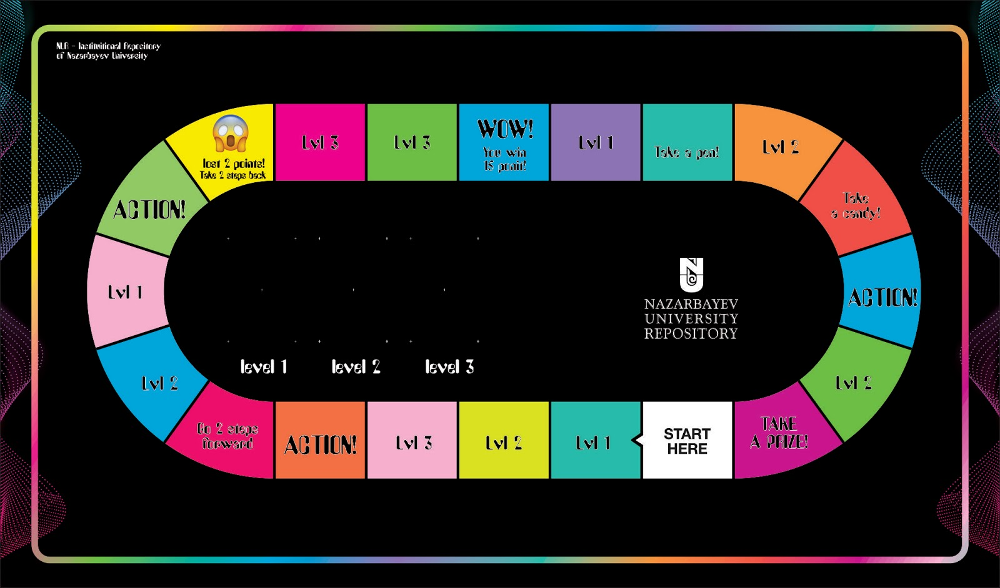 NUR - Instituitional Repository
of Nazarbayev University
lost 2 points!
Take 2 steps back
Lvl 3
Lvl 3
WOW!
You win
15 ponit!
Lvl 1
Take a pen!
Lvl 2
Take
a candy!
ACTION!
Lvl 2
TAKE
A PRIZE!
START
HERE
Lvl 1
Lvl 2
Lvl 3
ACTION!
Go 2 steps
forward
Lvl 2
Lvl 1
ACTION!
level 1
level 2
level 3
NAZARBAYEV
UNIVERSITY
REPOSITORY